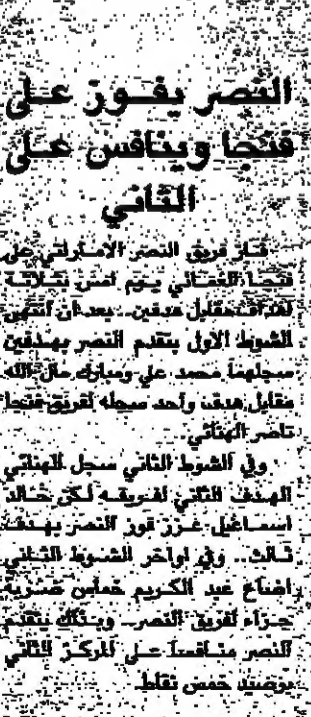 النصر يفوز على
فنجا وينافس على
الثاني
فاز فريق النصر الاماراتي على
فنجا العماني يوم امس بثلاثة
اهداف مقابل هدفين.. بعد ان انتهى
الشوط الاول بتقدم النصر بهدفين
سجلهما محمد علي ومبارك مال الله
مقابل هدف واحد سجله لفريق فنجا
ناصر الهنائي.
وفي الشوط الثاني سجل الهنائي
الهدف الثاني لفريقه لكن خالد
اسماعيل عزز فوز النصر بهدف
ثالث.. وفي اواخر الشوط الثاني
اضاع عبد الكريم خماس ضربة
جزاء لفريق النصر.. وبذلك يتقدم
النصر منافسا على المركز الثاني
برصيد خمس نقاط.